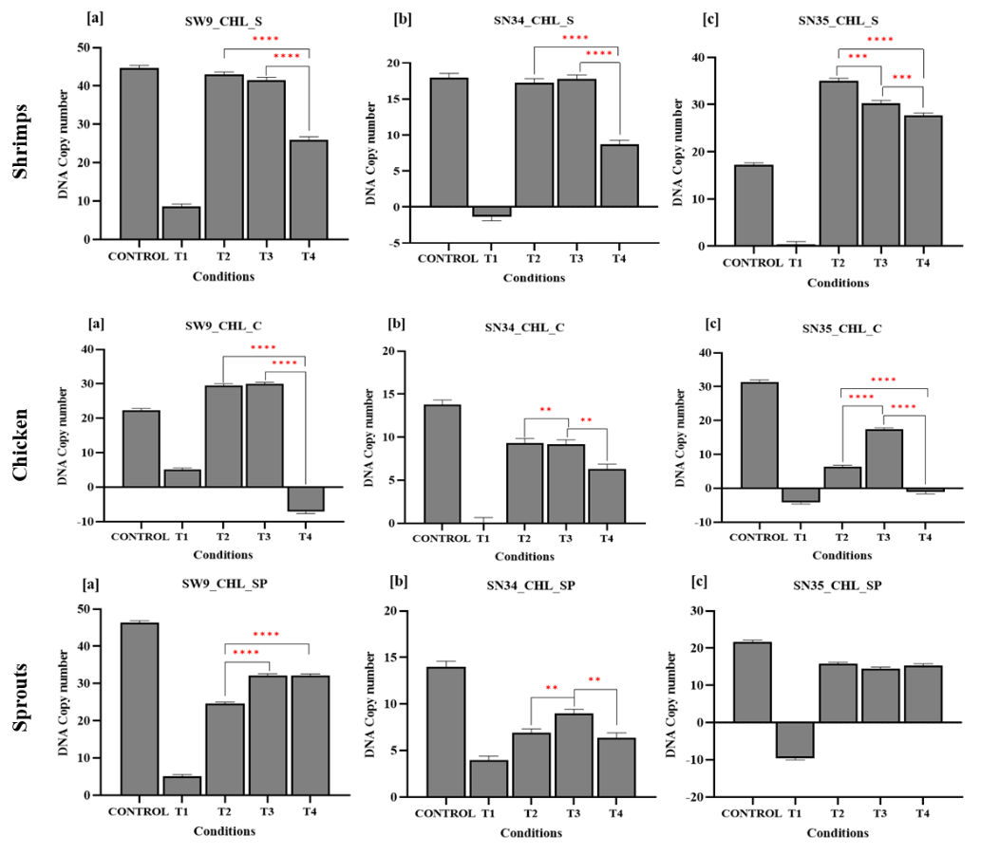 Shrimps
[a]
SW9_CHL_S
**** 
****
DNA Copy number
50
40
30
20
10
0
CONTROL T1 T2 T3 T4
Conditions
[b]
SN34_CHL_S
****
****
DNA Copy number
20
15
10
5
0
-5
CONTROL T1 T2 T3 T4
Conditions
[c]
SN35_CHL_S
****
***
***
DNA Copy number
40
30
20
10
0
CONTROL T1 T2 T3 T4
Conditions
Chicken
[a]
SW9_CHL_C
****
****
DNA Copy number
40
30
20
10
0
-10
CONTROL T1 T2 T3 T4
Conditions
[b]
SN34_CHL_C
**
**
DNA Copy number
20
15
10
5
0
CONTROL T1 T2 T3 T4
Conditions
[c]
SN35_CHL_C
****
****
****
DNA Copy number
40
30
20
10
0
-10
CONTROL T1 T2 T3 T4
Conditions
Sprouts
[a]
SW9_CHL_SP
****
****
DNA Copy number
50
40
30
20
10
0
CONTROL T1 T2 T3 T4
Conditions
[b]
SN34_CHL_SP
**
**
DNA Copy number
20
15
10
5
0
CONTROL T1 T2 T3 T4
Conditions
[c]
SN35_CHL_SP
DNA Copy number
30
20
10
0
-10
-20
CONTROL T1 T2 T3 T4
Conditions